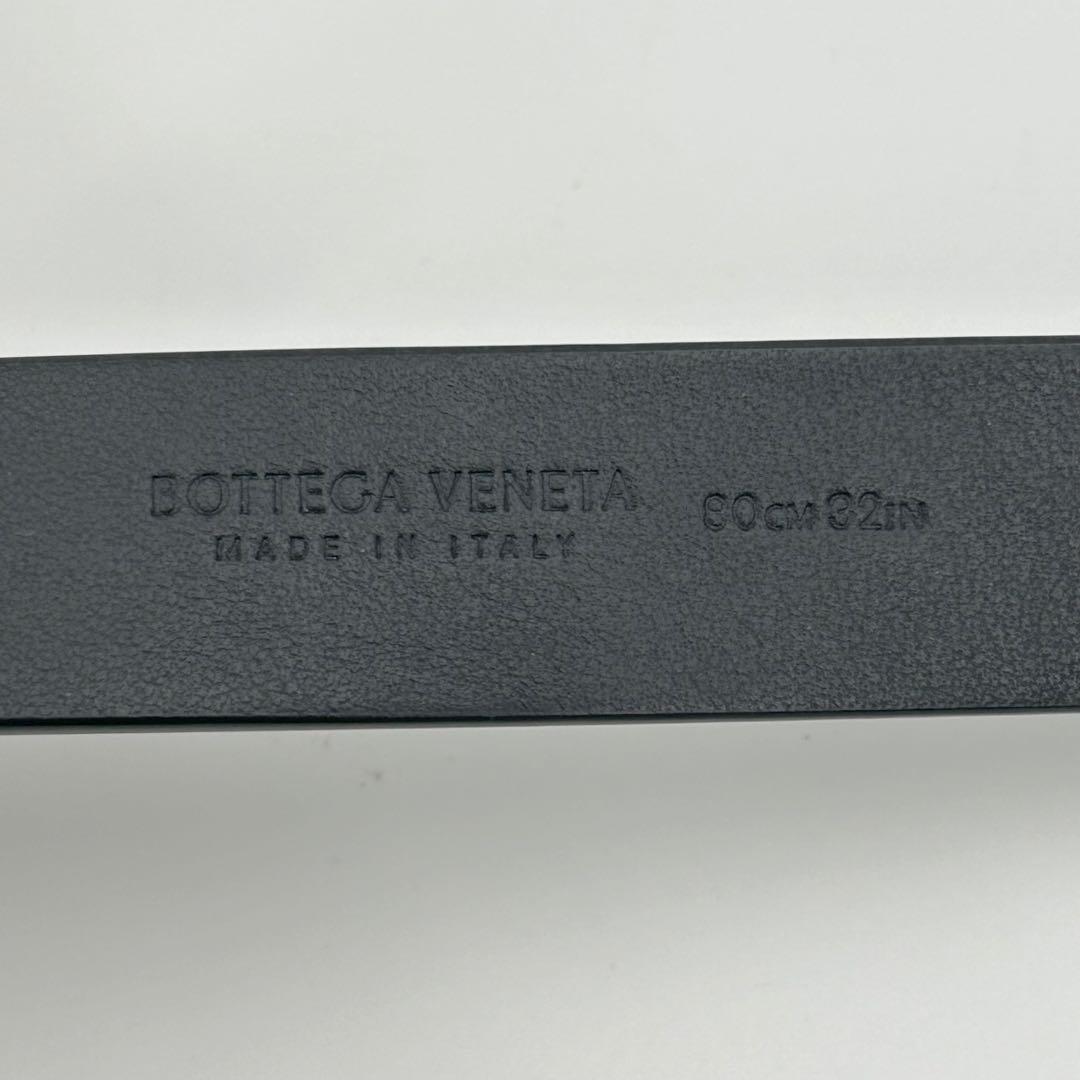 BOTTEGA VENETA
MADE IN ITALY
80CM 32IN